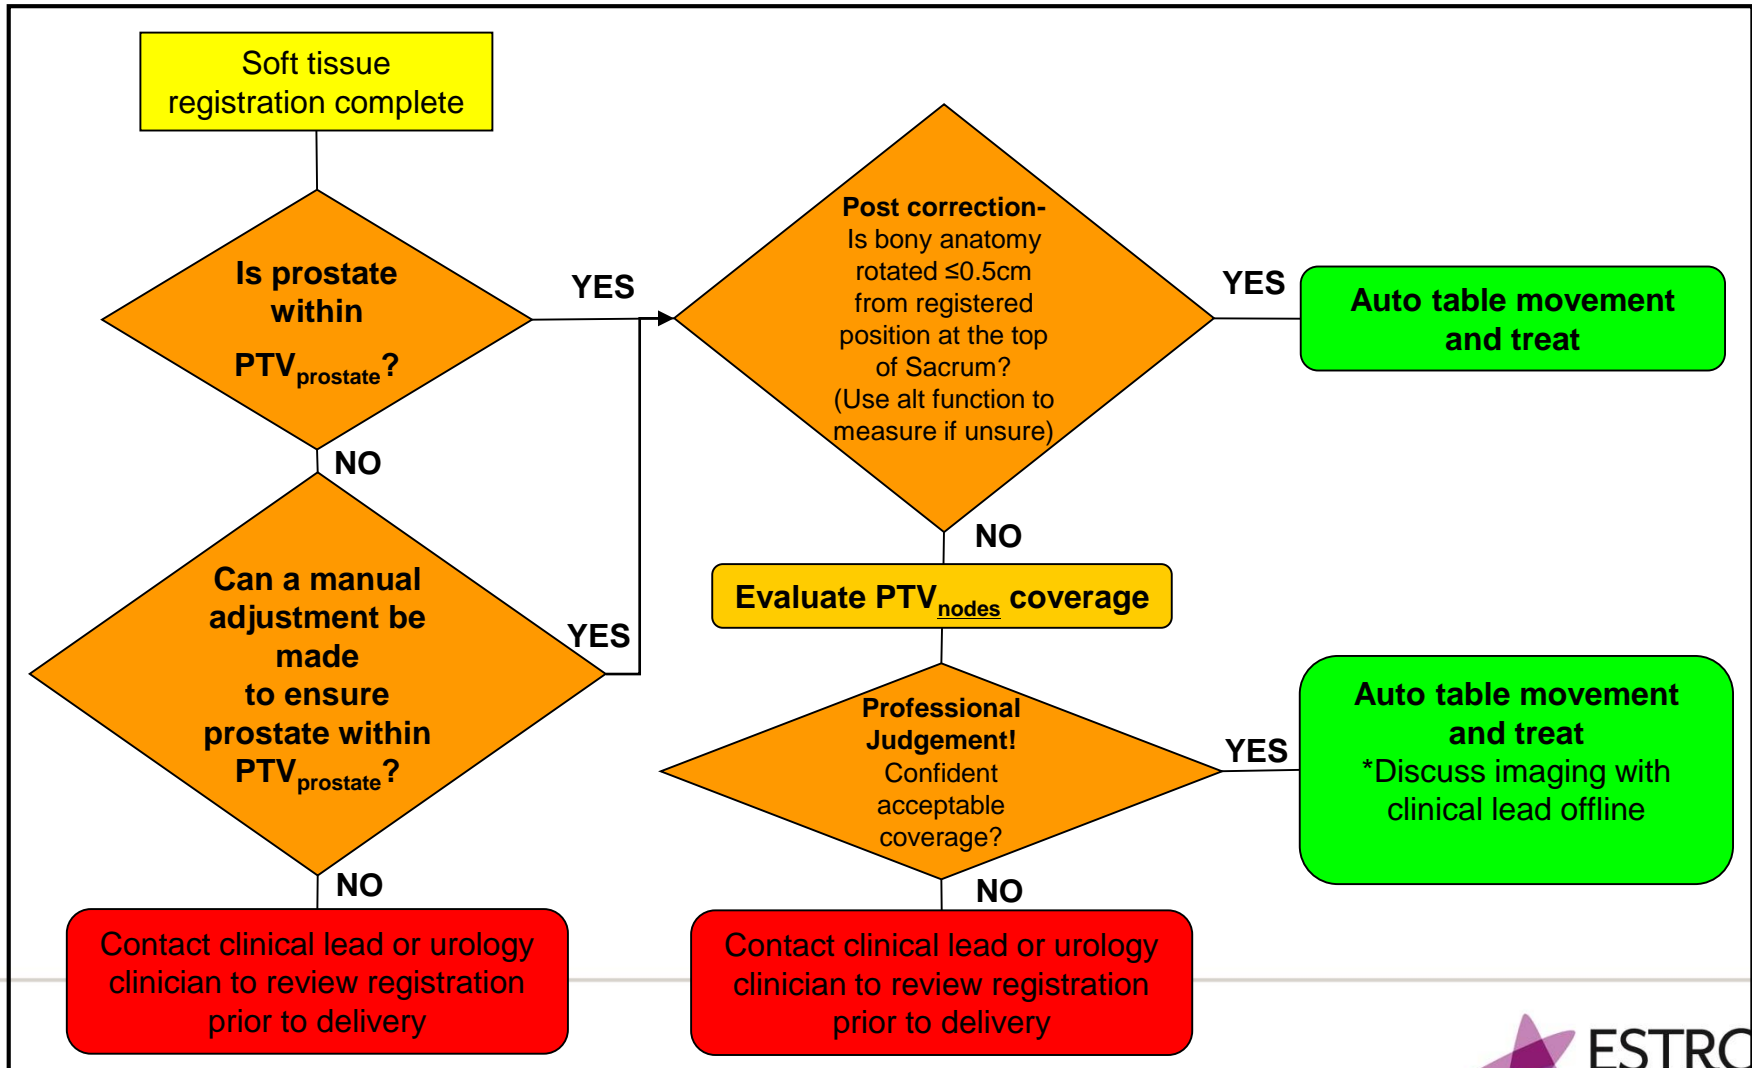 Soft tissue
registration complete
Is prostate
within
PTVprostate?
YES
NO
Can a manual
adjustment be
made
to ensure
prostate within
PTVprostate?
YES
NO
Contact clinical lead or urology
clinician to review registration
prior to delivery
Post correction-
Is bony anatomy
rotated ≤0.5cm
from registered
position at the top
of Sacrum?
(Use alt function to
measure if unsure)
YES
Auto table movement
and treat
NO
Evaluate PTVnodes coverage
Professional
Judgement!
Confident
acceptable
coverage?
YES
Auto table movement
and treat
*Discuss imaging with
clinical lead offline
NO
Contact clinical lead or urology
clinician to review registration
prior to delivery
ESTRO